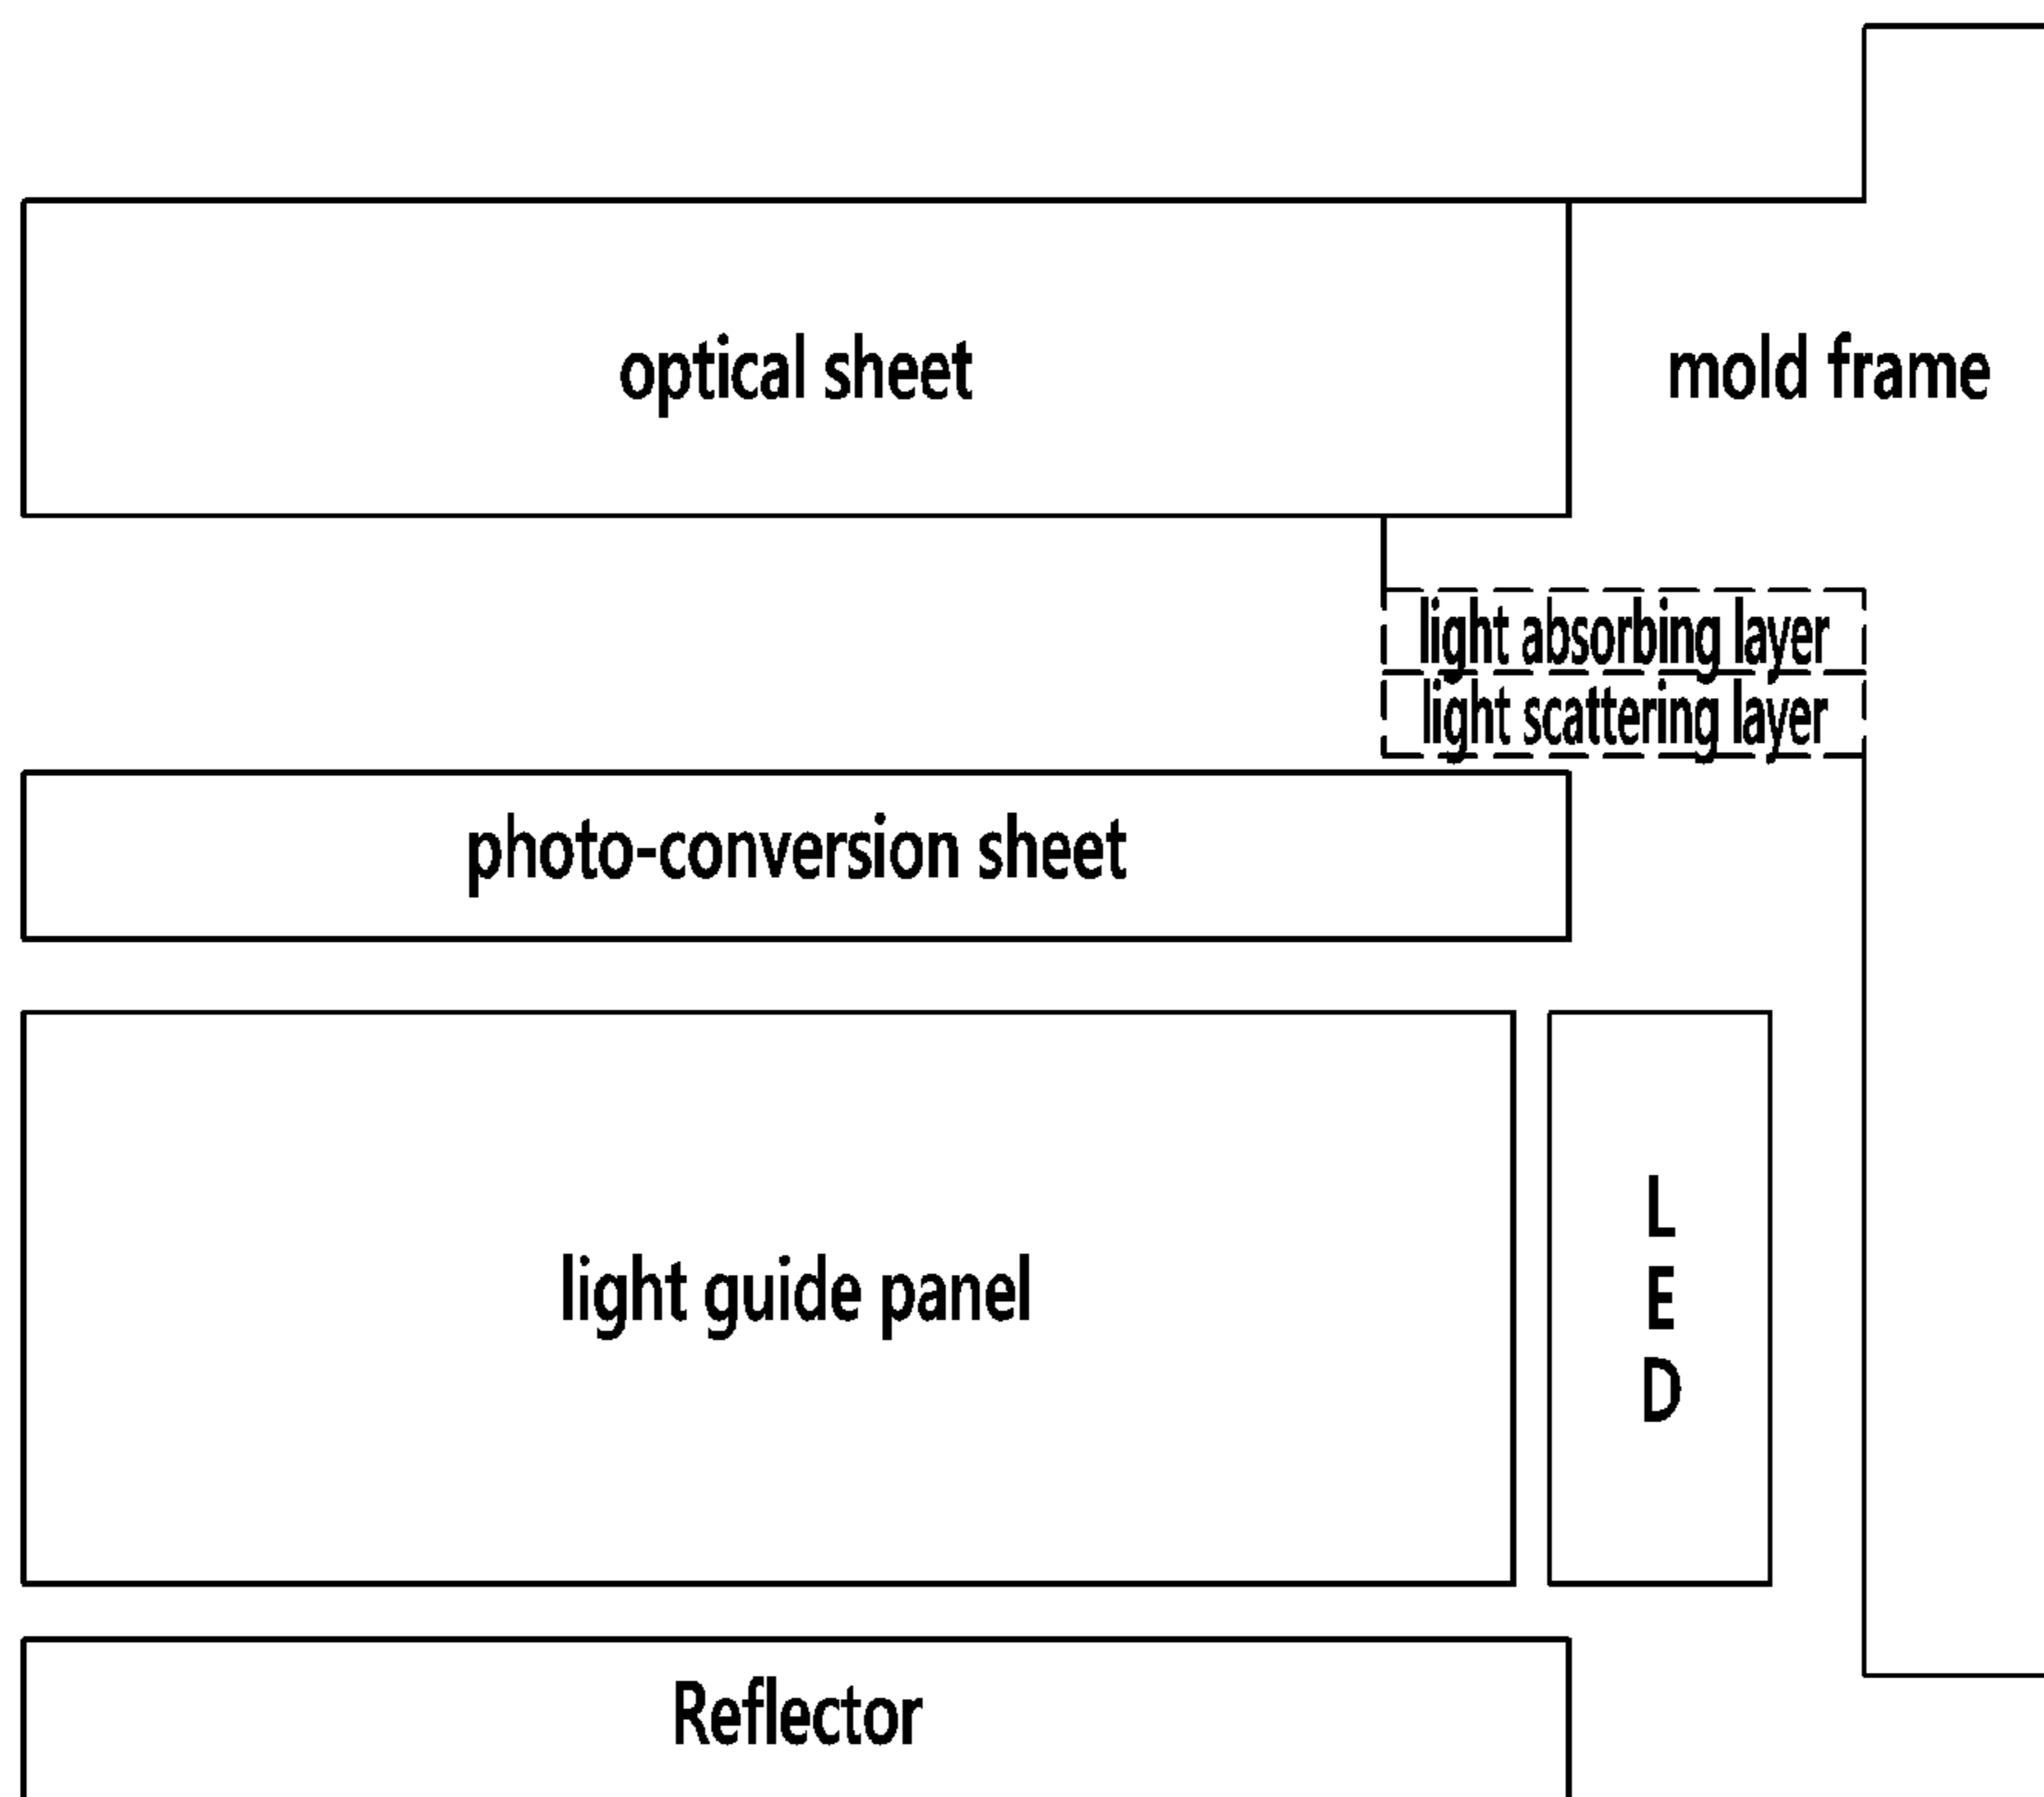 optical sheet
mold frame
light absorbing layer
light scattering layer
photo-conversion sheet
light guide panel
L
E
D
Reflector